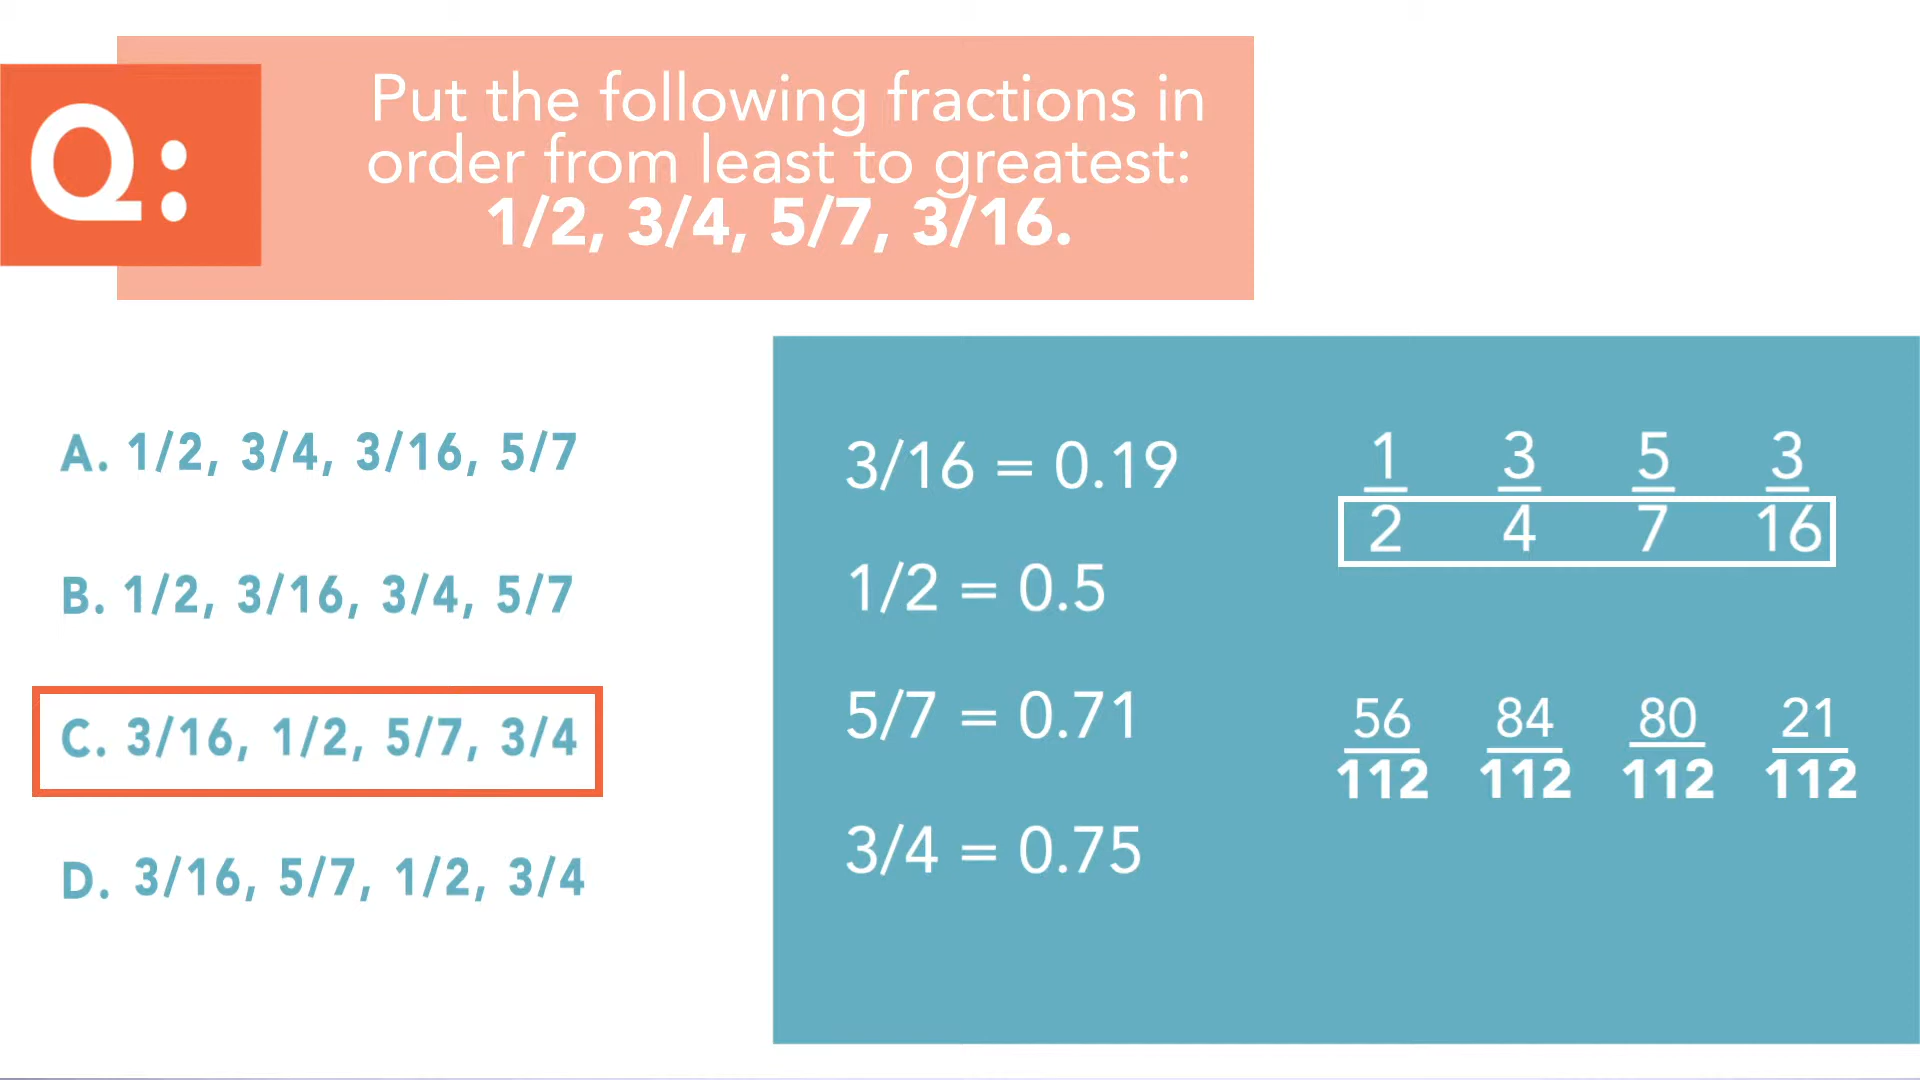 Q:
Put the following fractions in
order from least to greatest:
1/2, 3/4, 5/7, 3/16.
A. 1/2, 3/4, 3/16, 5/7
B. 1/2, 3/16, 3/4, 5/7
C. 3/16, 1/2, 5/7, 3/4
D. 3/16, 5/7, 1/2, 3/4
3/16 = 0.19
1/2 = 0.5
5/7 = 0.71
3/4 = 0.75
1 3 5 3
2 4 7 16
56 84 80 21
112 112 112 112